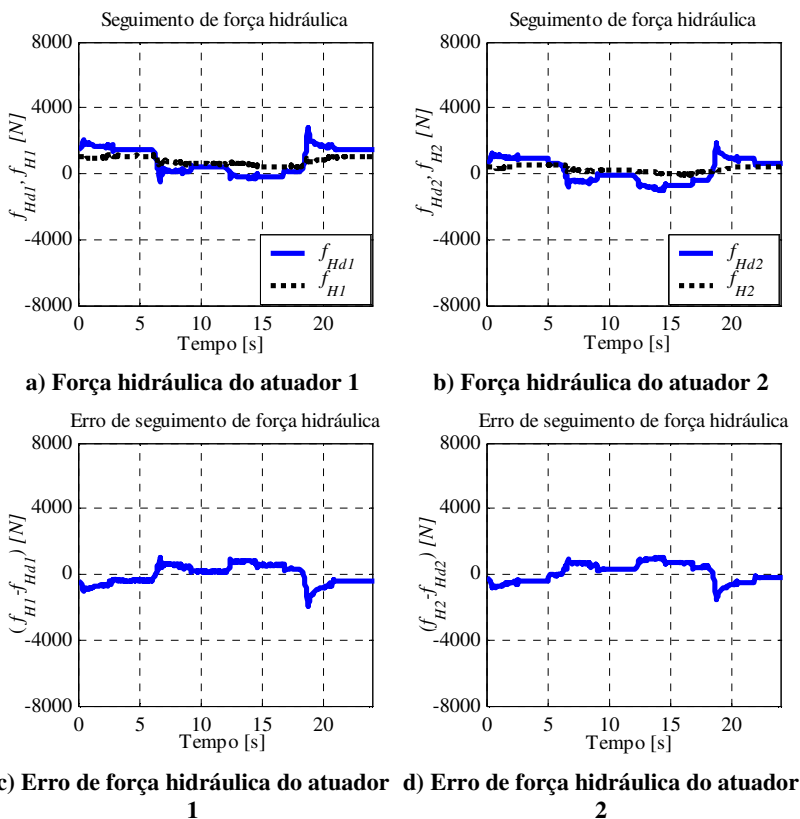 Seguimento de força hidráulica
8000
4000
0
-4000
-8000
f_Hd1, f_H1 [N]
f_Hd1
f_H1
0 5 10 15 20
Tempo [s]
a) Força hidráulica do atuador 1
Seguimento de força hidráulica
8000
4000
0
-4000
-8000
f_Hd2, f_H2 [N]
f_Hd2
f_H2
0 5 10 15 20
Tempo [s]
b) Força hidráulica do atuador 2
Erro de seguimento de força hidráulica
8000
4000
0
-4000
-8000
(f_H1-f_Hd1) [N]
0 5 10 15 20
Tempo [s]
c) Erro de força hidráulica do atuador
1
Erro de seguimento de força hidráulica
8000
4000
0
-4000
-8000
(f_H2-f_Hd2) [N]
0 5 10 15 20
Tempo [s]
d) Erro de força hidráulica do atuador
2